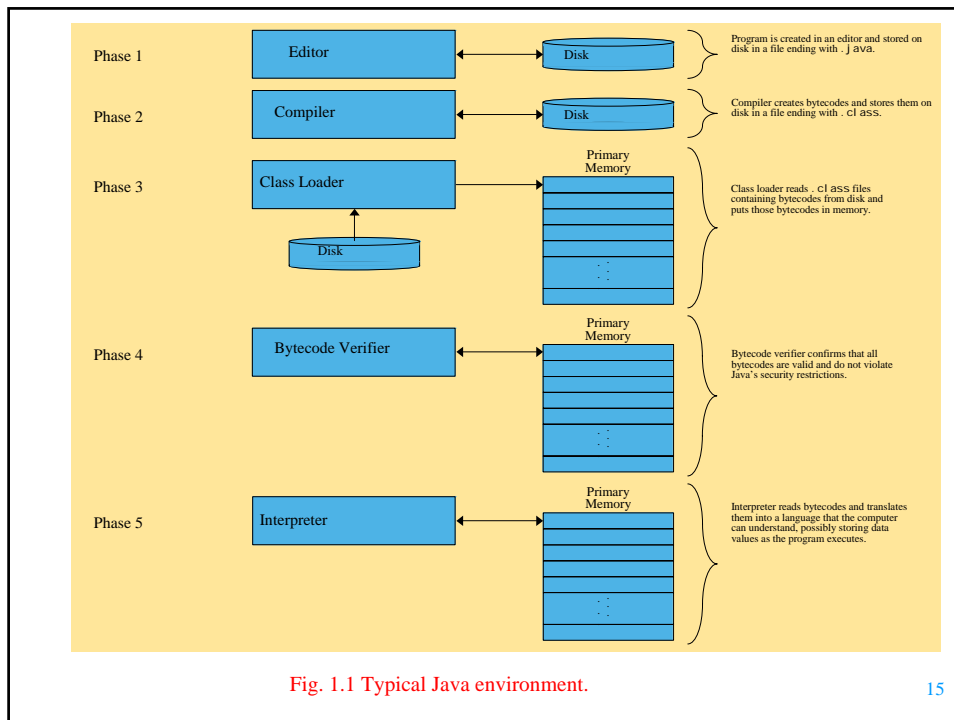 Phase 1
Editor
Disk
Program is created in an editor and stored on
disk in a file ending with .java.
Phase 2
Compiler
Disk
Compiler creates bytecodes and stores them on
disk in a file ending with .class.
Phase 3
Class Loader
Disk
Primary
Memory
Class loader reads .class files
containing bytecodes from disk and
puts those bytecodes in memory.
Phase 4
Bytecode Verifier
Primary
Memory
Bytecode verifier confirms that all
bytecodes are valid and do not violate
Java's security restrictions.
Phase 5
Interpreter
Primary
Memory
Interpreter reads bytecodes and translates
them into a language that the computer
can understand, possibly storing data
values as the program executes.
Fig. 1.1 Typical Java environment.
15